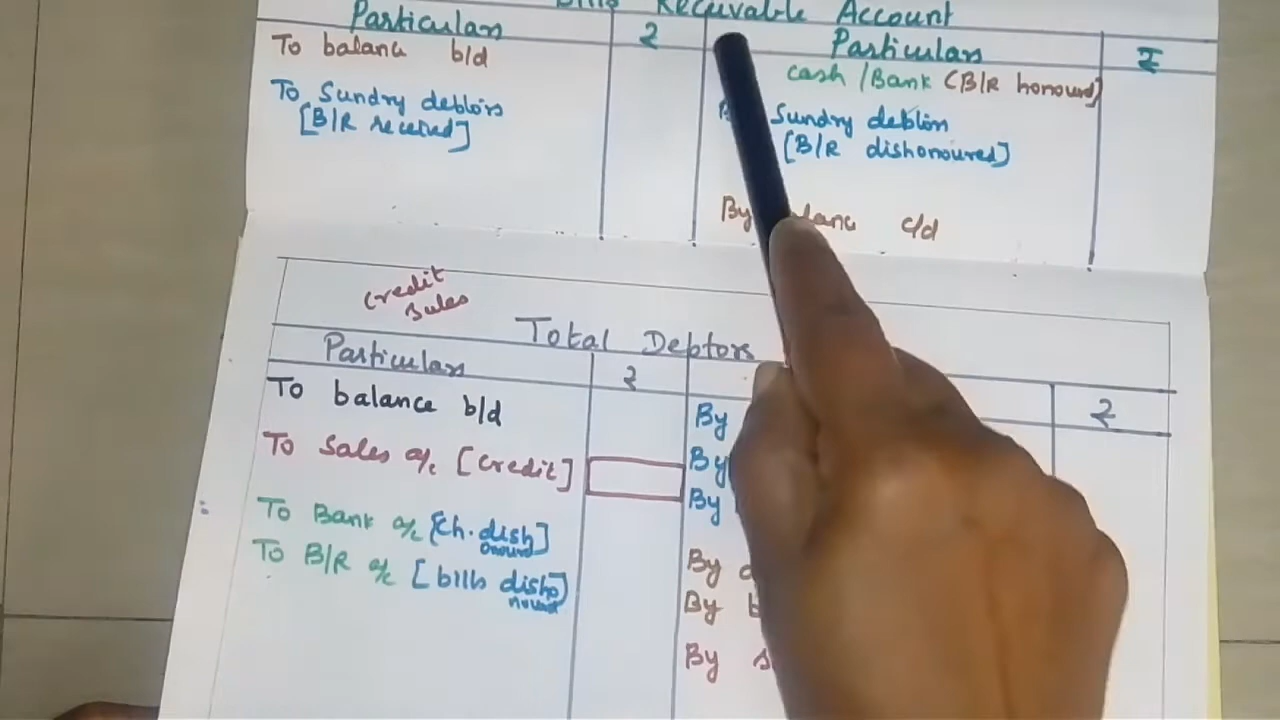 Bills Receivable Account
Particulars ₹ Particulars ₹
To balance b/d
cash /Bank (B/R honoured)
To Sundry debtors
[B/R received]
Sundry debtors
[B/R dishonoured]
By c/d
Credit
Sales
Total Deptors
Particulars ₹ ₹
To balance b/d By
To Sales a/c [Credit] By
By
To Bank a/c [Ch. dishonoured]
To B/R a/c [bills dishonoured]
By
By
By